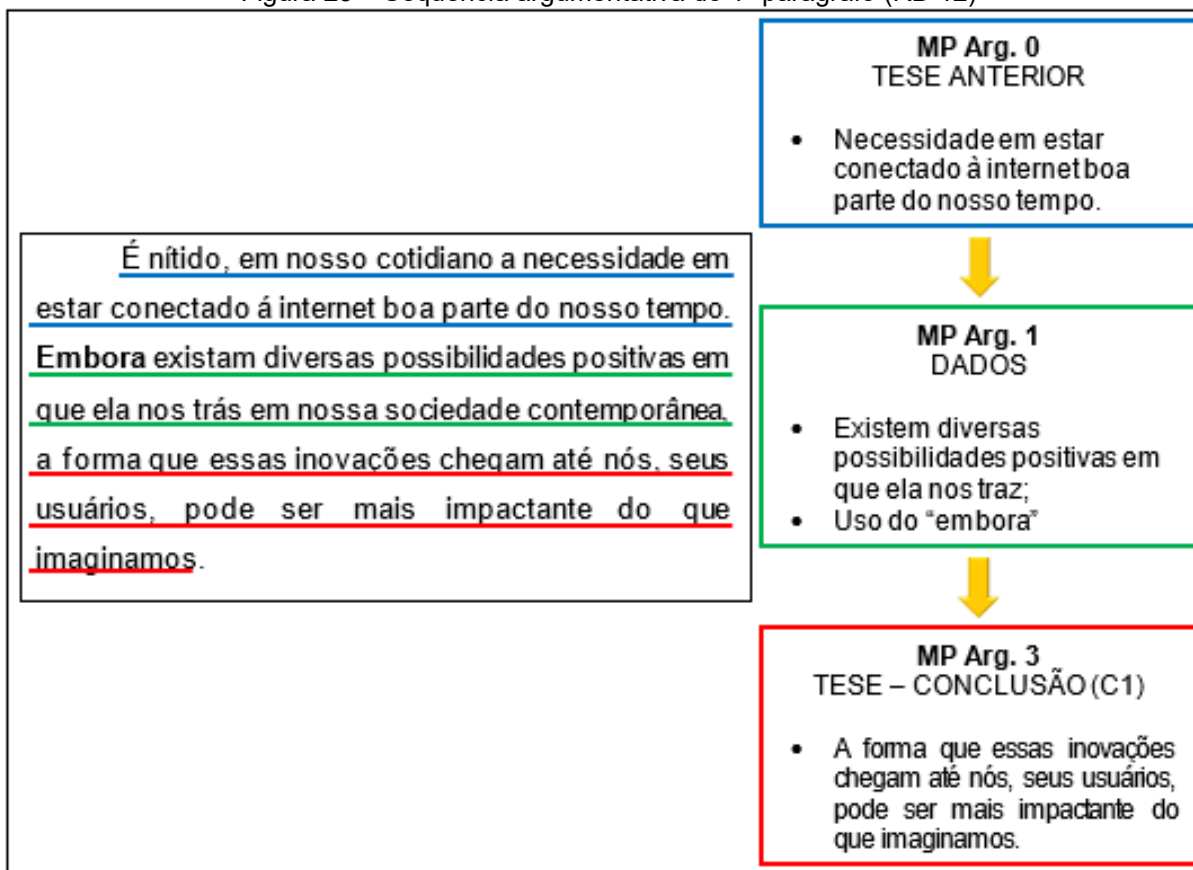 É nítido, em nosso cotidiano a necessidade em
estar conectado á internet boa parte do nosso tempo.
Embora existam diversas possibilidades positivas em
que ela nos trás em nossa sociedade contemporânea,
a forma que essas inovações chegam até nós, seus
usuários, pode ser mais impactante do que
imaginamos.
MP Arg. 0
TESE ANTERIOR
• Necessidade em estar
conectado à internet boa
parte do nosso tempo.
MP Arg. 1
DADOS
• Existem diversas
possibilidades positivas em
que ela nos traz;
• Uso do “embora”
MP Arg. 3
TESE – CONCLUSÃO (C1)
• A forma que essas inovações
chegam até nós, seus usuários,
pode ser mais impactante do
que imaginamos.